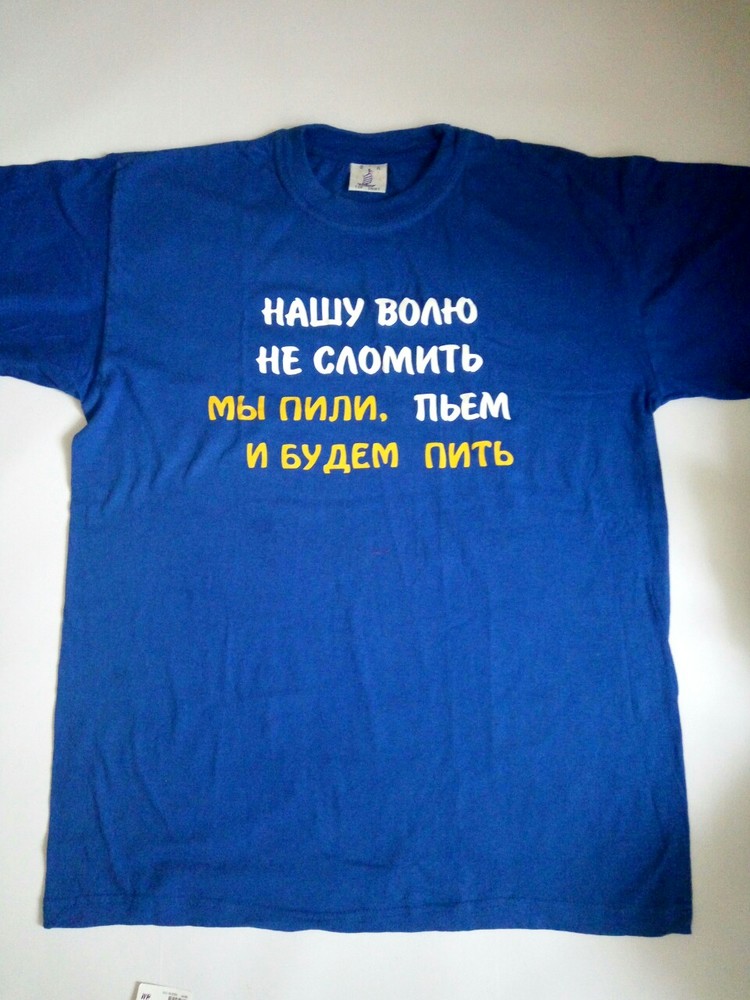 НАШУ ВОЛЮ
НЕ СЛОМИТЬ
МЫ ПИЛИ, ПЬЕМ
И БУДЕМ ПИТЬ